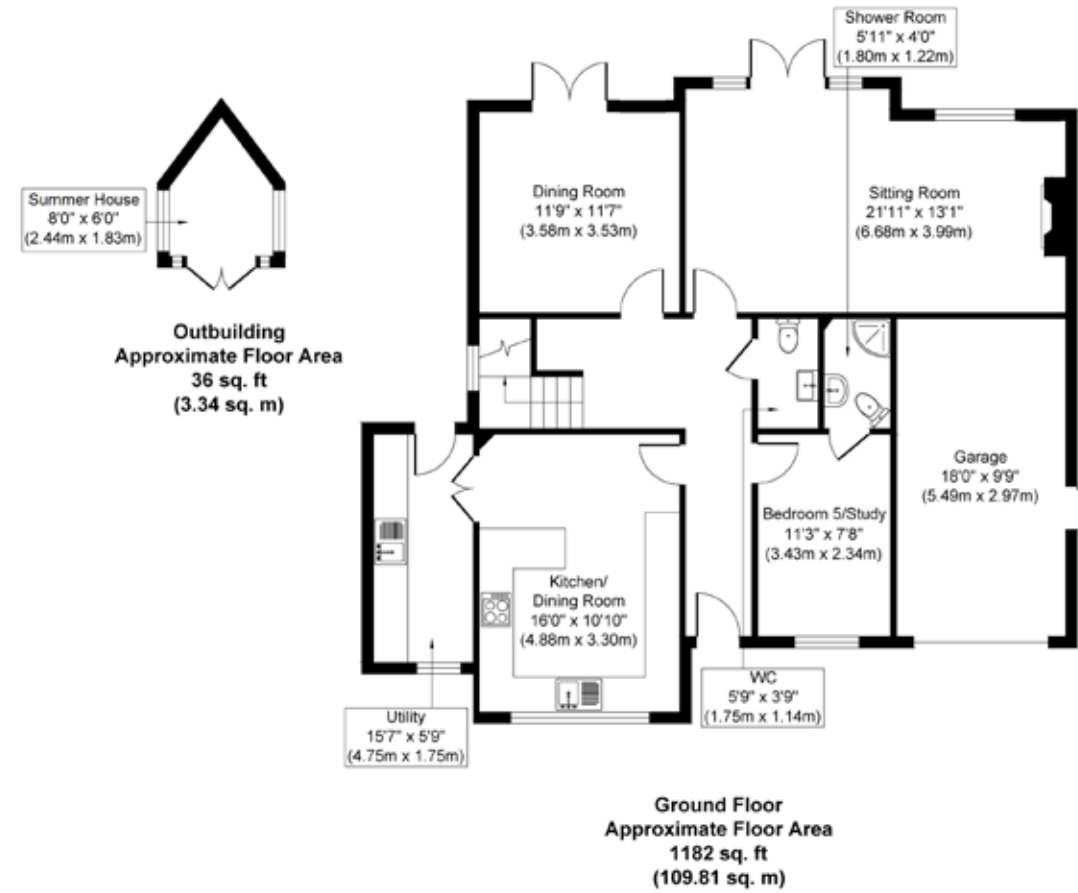 Shower Room
5'11" x 4'0"
(1.80m x 1.22m)
Summer House
8'0" x 6'0"
(2.44m x 1.83m)
Dining Room
11'9" x 11'7"
(3.58m x 3.53m)
Sitting Room
21'11" x 13'1"
(6.68m x 3.99m)
Outbuilding
Approximate Floor Area
36 sq. ft
(3.34 sq. m)
Garage
18'0" x 9'9"
(5.49m x 2.97m)
Bedroom 5/Study
11'3" x 7'8"
(3.43m x 2.34m)
Kitchen/
Dining Room
16'0" x 10'10"
(4.88m x 3.30m)
WC
5'9" x 3'9"
(1.75m x 1.14m)
Utility
15'7" x 5'9"
(4.75m x 1.75m)
Ground Floor
Approximate Floor Area
1182 sq. ft
(109.81 sq. m)